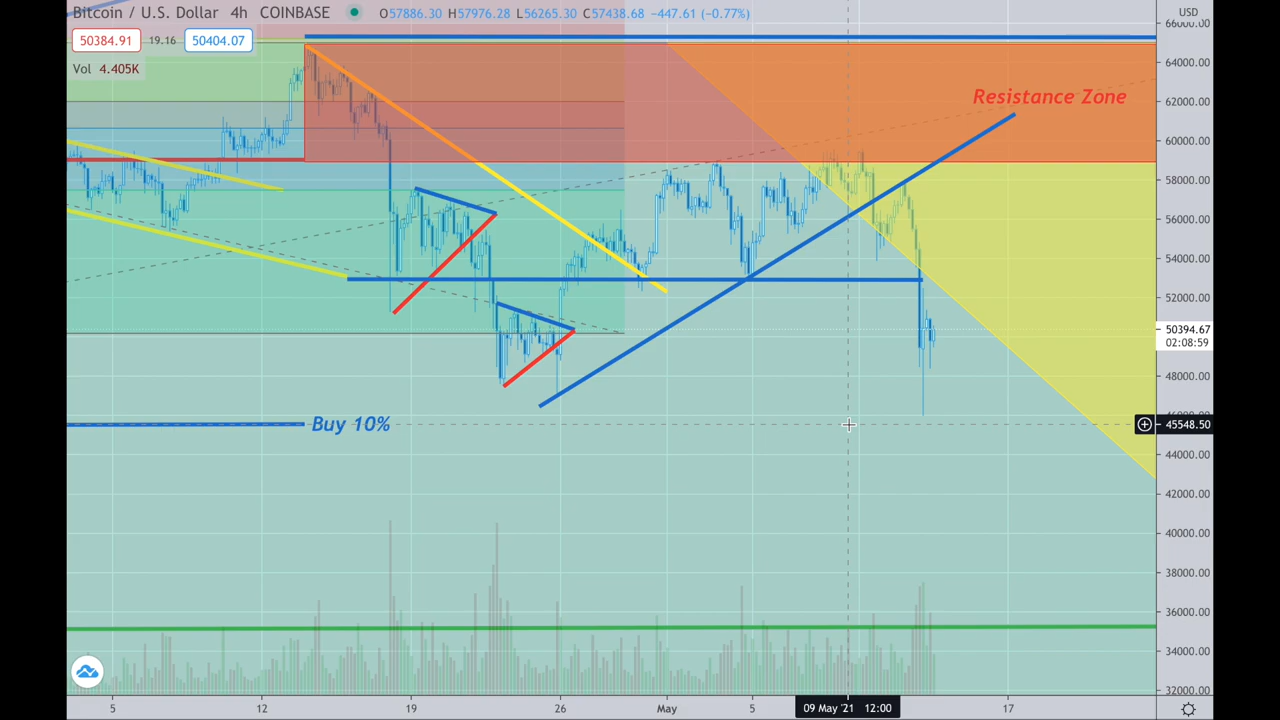 Bitcoin / U.S. Dollar 4h COINBASE O57886.30 H57976.28 L56265.30 C57438.68 −447.61 (−0.77%)
50384.91 19.16 50404.07
Vol 4.405K
USD
66000.00
64000.00
62000.00
60000.00
58000.00
56000.00
54000.00
52000.00
50394.67
02:08:59
48000.00
45548.50
44000.00
42000.00
40000.00
38000.00
36000.00
34000.00
32000.00
Resistance Zone
Buy 10%
5 12 19 26 May 5 09 May '21 12:00 17